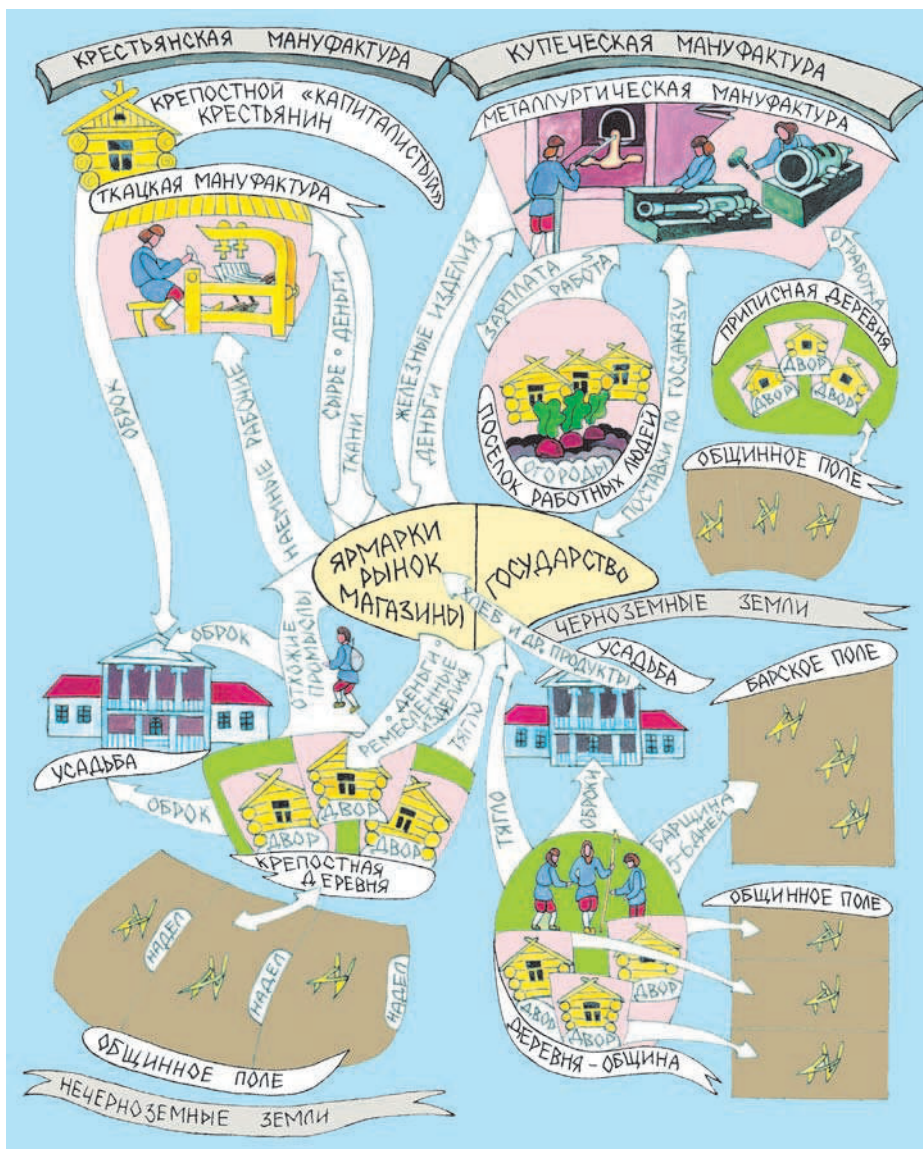 КРЕСТЬЯНСКАЯ МАНУФАКТУРА
КУПЕЧЕСКАЯ МАНУФАКТУРА
КРЕПОСТНОЙ «КАПИТАЛИСТЫЙ»
КРЕСТЬЯНИН
ТКАЦКАЯ МАНУФАКТУРА
МЕТАЛЛУРГИЧЕСКАЯ МАНУФАКТУРА
ОБРОК
НАЕМНЫЕ РАБОЧИЕ
СЫРЬЕ • ДЕНЬГИ
ТКАНИ
ЖЕЛЕЗНЫЕ ИЗДЕЛИЯ
ДЕНЬГИ
ЗАРПЛАТА
РАБОТА
ОГОРОДЫ
ПОСЕЛОК РАБОТНЫХ ЛЮДЕЙ
ПОСТАВКИ ПО ГОСЗАКАЗУ
ОТРАБОТКА
ПРИПИСНАЯ ДЕРЕВНЯ
ДВОР
ДВОР
ДВОР
ОБЩИННОЕ ПОЛЕ
ЯРМАРКИ
РЫНОК
МАГАЗИНЫ
ГОСУДАРСТВО
ЧЕРНОЗЕМНЫЕ ЗЕМЛИ
ОБРОК
ОТХОЖИЕ
ПРОМЫСЛЫ
• ДЕНЬГИ •
РЕМЕСЛЕННЫЕ
ИЗДЕЛИЯ
ТЯГЛО
ХЛЕБ И ДР. ПРОДУКТЫ
УСАДЬБА
БАРСКОЕ ПОЛЕ
УСАДЬБА
ОБРОК
ДВОР
ДВОР
ДВОР
КРЕПОСТНАЯ
ДЕРЕВНЯ
ТЯГЛО
ОБРОКИ
БАРЩИНА
5-6 ДНЕЙ
ОБЩИННОЕ ПОЛЕ
НАДЕЛ
НАДЕЛ
НАДЕЛ
ОБЩИННОЕ ПОЛЕ
НЕЧЕРНОЗЕМНЫЕ ЗЕМЛИ
ДВОР
ДВОР
ДВОР
ДЕРЕВНЯ - ОБЩИНА